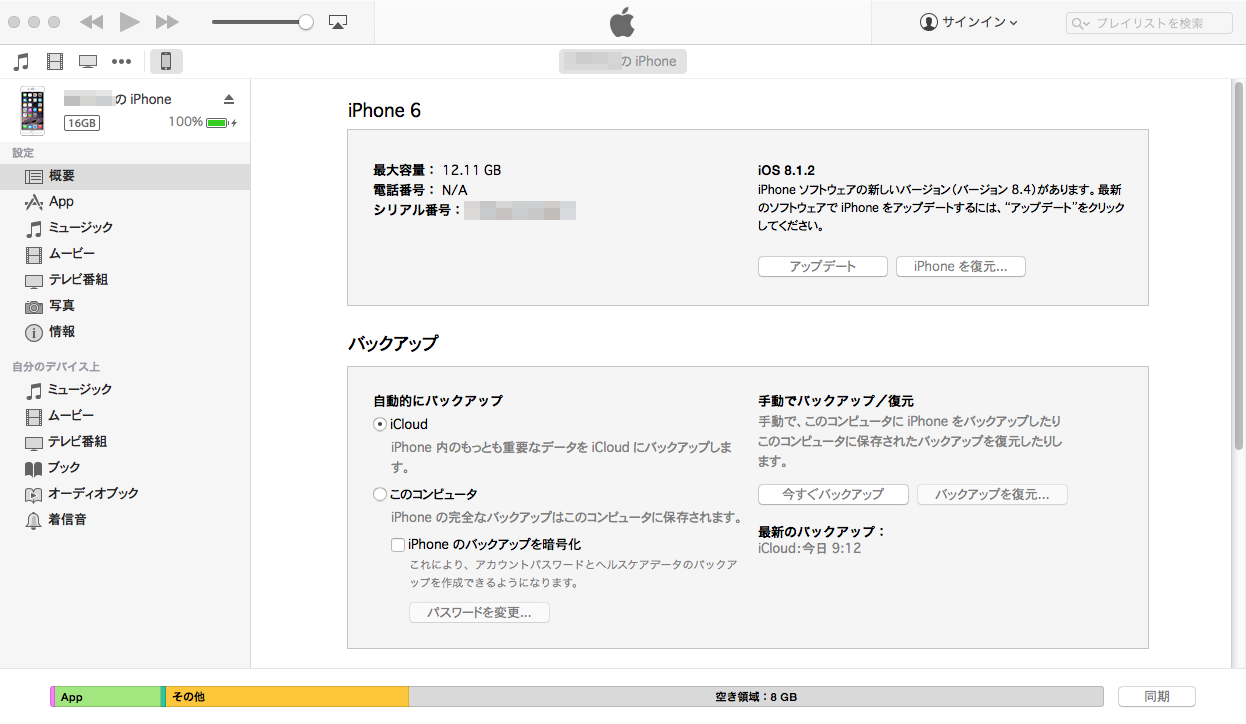 サインイン
プレイリストを検索
の iPhone
の iPhone
16GB
100%
設定
概要
App
ミュージック
ムービー
テレビ番組
写真
情報
自分のデバイス上
ミュージック
ムービー
テレビ番組
ブック
オーディオブック
着信音
iPhone 6
最大容量： 12.11 GB
電話番号： N/A
シリアル番号：
iOS 8.1.2
iPhone ソフトウェアの新しいバージョン（バージョン 8.4）があります。最新
のソフトウェアで iPhone をアップデートするには、“アップデート”をクリック
してください。
アップデート
iPhone を復元...
バックアップ
自動的にバックアップ
iCloud
iPhone 内のもっとも重要なデータを iCloud にバックアップしま
す。
このコンピュータ
iPhone の完全なバックアップはこのコンピュータに保存されます。
iPhone のバックアップを暗号化
これにより、アカウントパスワードとヘルスケアデータのバックア
ップを作成できるようになります。
パスワードを変更...
手動でバックアップ／復元
手動で、このコンピュータに iPhone をバックアップしたり
このコンピュータに保存されたバックアップを復元したりし
ます。
今すぐバックアップ
バックアップを復元...
最新のバックアップ：
iCloud：今日 9:12
App
その他
空き領域：8 GB
同期